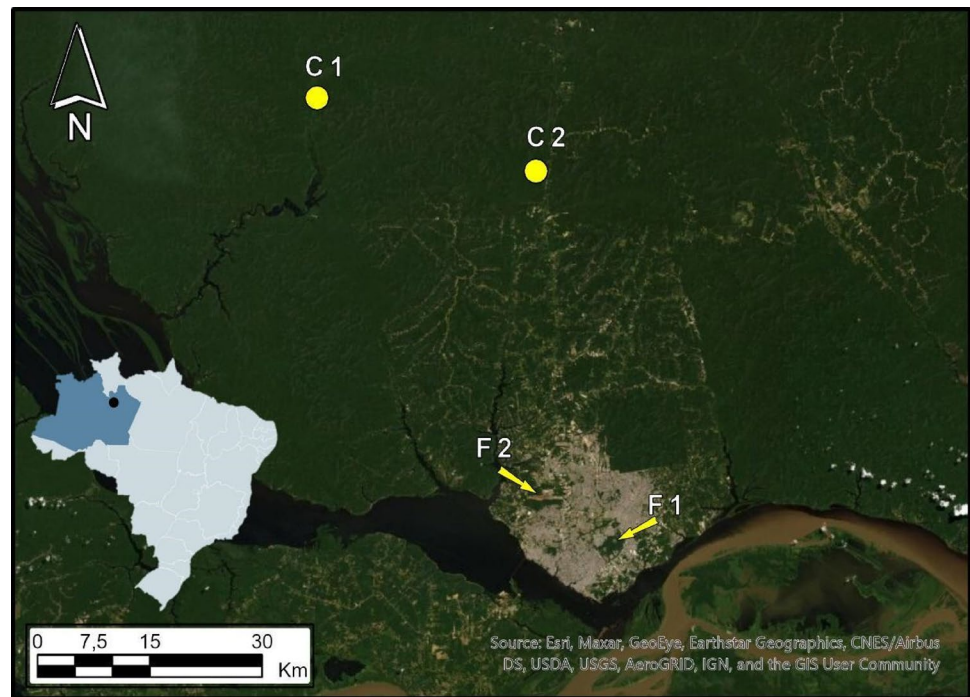 C 1
N
C 2
F 2
F 1
0 7,5 15 30
Km
Source: Esri, Maxar, GeoEye, Earthstar Geographics, CNES/Airbus
DS, USDA, USGS, AeroGRID, IGN, and the GIS User Community